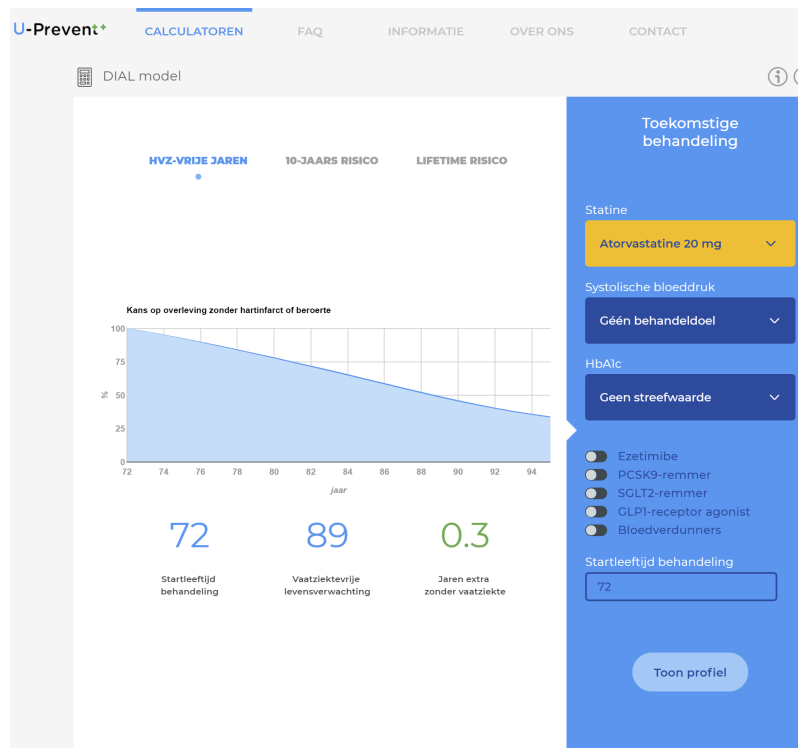 U-Prevent
CALCULATOREN
FAQ
INFORMATIE
OVER ONS
CONTACT
DIAL model
HVZ-VRIJE JAREN
10-JAARS RISICO
LIFETIME RISICO
Kans op overleving zonder hartinfarct of beroerte
100
75
50
25
0
%
72 74 76 78 80 82 84 86 88 90 92 94
jaar
72
Startleeftijd
behandeling
89
Vaatziektevrije
levensverwachting
0.3
Jaren extra
zonder vaatziekte
Toekomstige
behandeling
Statine
Atorvastatine 20 mg
Systolische bloeddruk
Géén behandeldoel
HbA1c
Geen streefwaarde
Ezetimibe
PCSK9-remmer
SGLT2-remmer
GLP1-receptor agonist
Bloedverdunners
Startleeftijd behandeling
72
Toon profiel